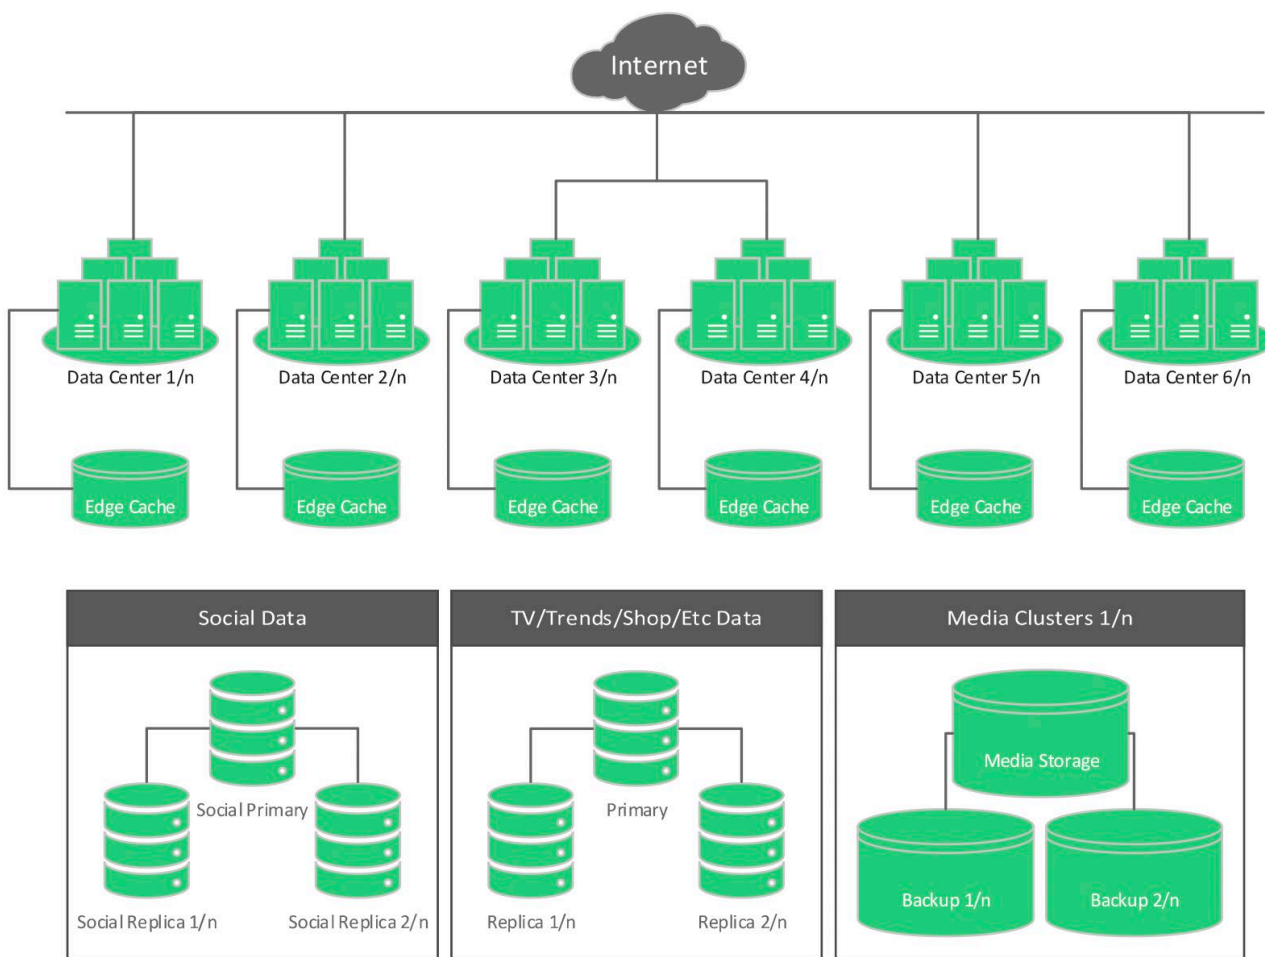 Internet
Data Center 1/n
Data Center 2/n
Data Center 3/n
Data Center 4/n
Data Center 5/n
Data Center 6/n
Edge Cache
Edge Cache
Edge Cache
Edge Cache
Edge Cache
Edge Cache
Social Data
Social Primary
Social Replica 1/n
Social Replica 2/n
TV/Trends/Shop/Etc Data
Primary
Replica 1/n
Replica 2/n
Media Clusters 1/n
Media Storage
Backup 1/n
Backup 2/n